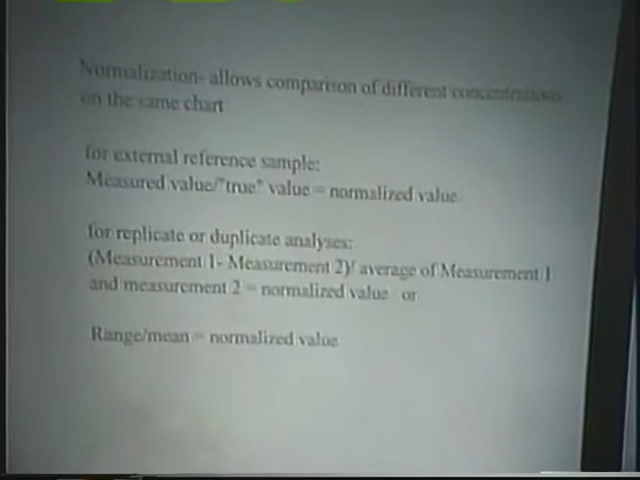 Normalization- allows comparison of different concentrations
on the same chart
for external reference sample:
Measured value/"true" value = normalized value
for replicate or duplicate analyses:
(Measurement 1- Measurement 2)/ average of Measurement 1
and measurement 2 = normalized value or
Range/mean = normalized value